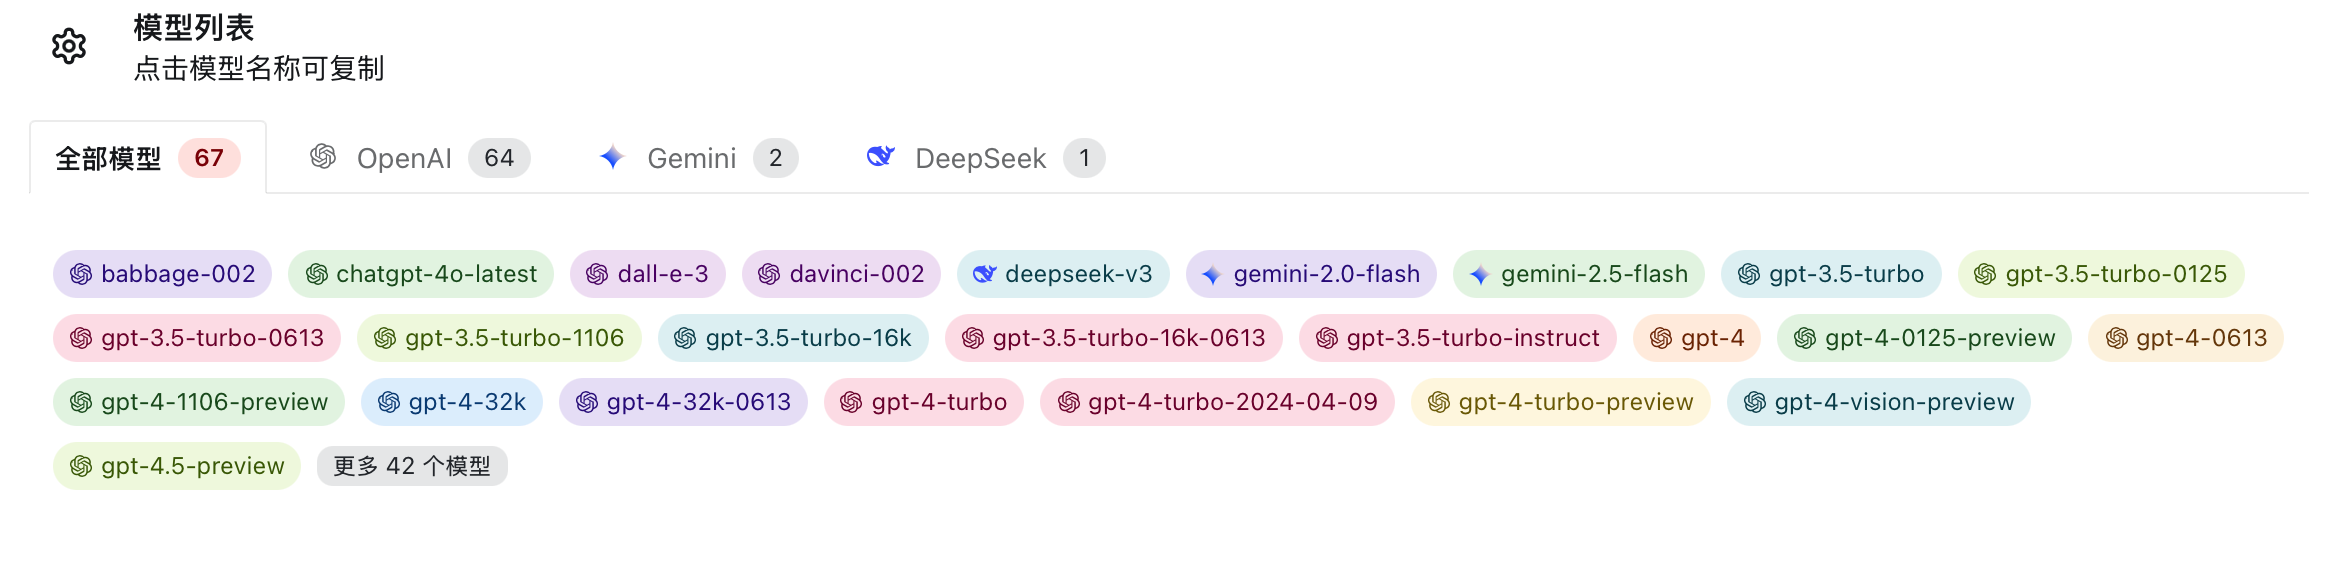 模型列表
点击模型名称可复制
全部模型 67 OpenAI 64 Gemini 2 DeepSeek 1
babbage-002 chatgpt-4o-latest dall-e-3 davinci-002 deepseek-v3 gemini-2.0-flash gemini-2.5-flash gpt-3.5-turbo gpt-3.5-turbo-0125
gpt-3.5-turbo-0613 gpt-3.5-turbo-1106 gpt-3.5-turbo-16k gpt-3.5-turbo-16k-0613 gpt-3.5-turbo-instruct gpt-4 gpt-4-0125-preview gpt-4-0613
gpt-4-1106-preview gpt-4-32k gpt-4-32k-0613 gpt-4-turbo gpt-4-turbo-2024-04-09 gpt-4-turbo-preview gpt-4-vision-preview
gpt-4.5-preview 更多 42 个模型